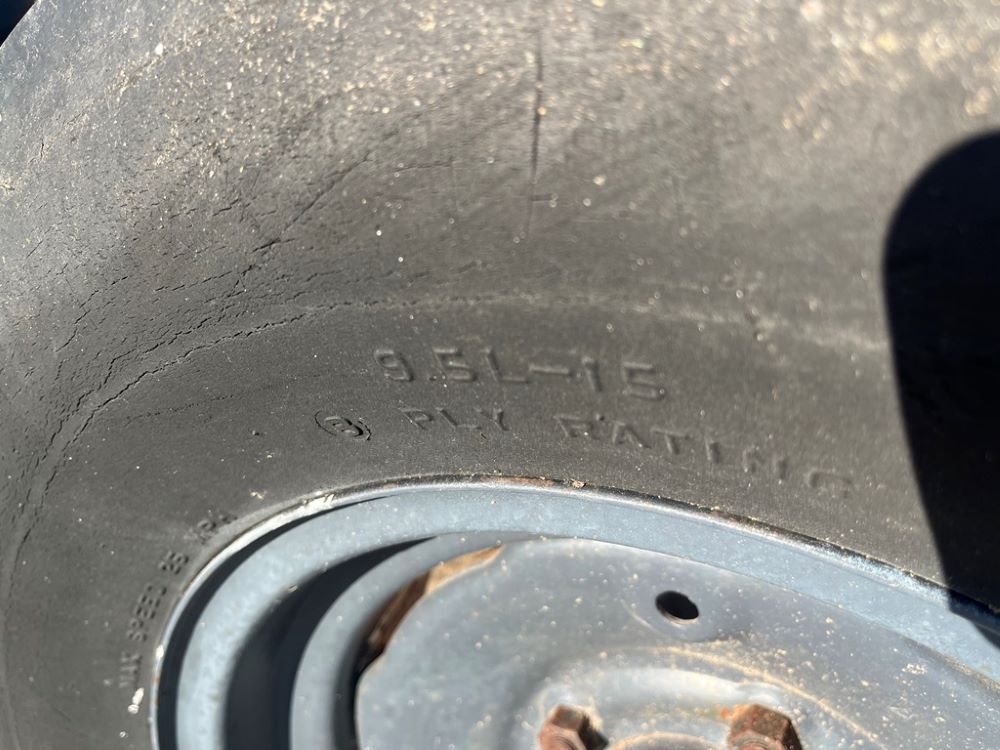 9.5L-15
8 PLY RATING
MAX SPEED 25 MPH